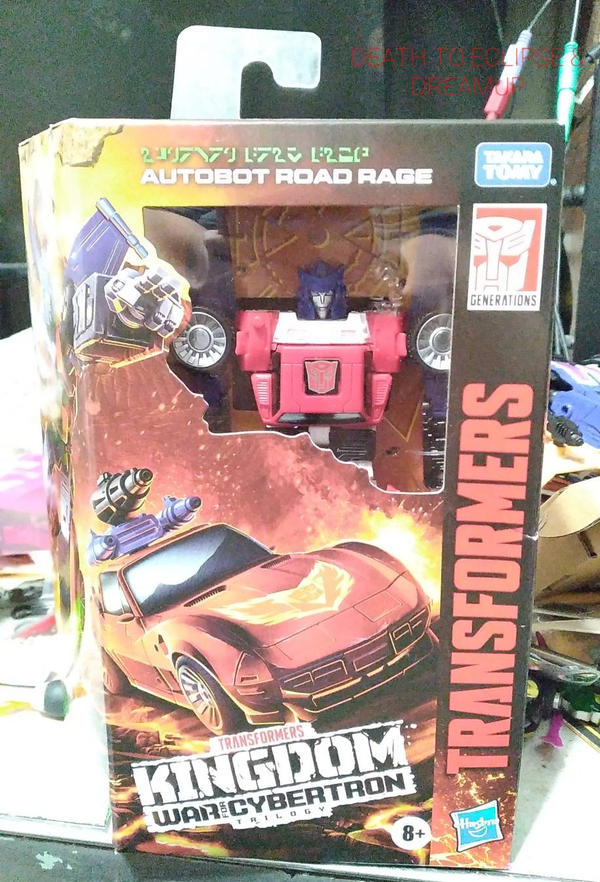 DEATH TO ECLIPSE &
DREAMUP
AUTOBOT ROAD RAGE
TAKARA
TOMY
GENERATIONS
TRANSFORMERS
TRANSFORMERS
KINGDOM
WAR FOR CYBERTRON
TRILOGY
8+
Hasbro